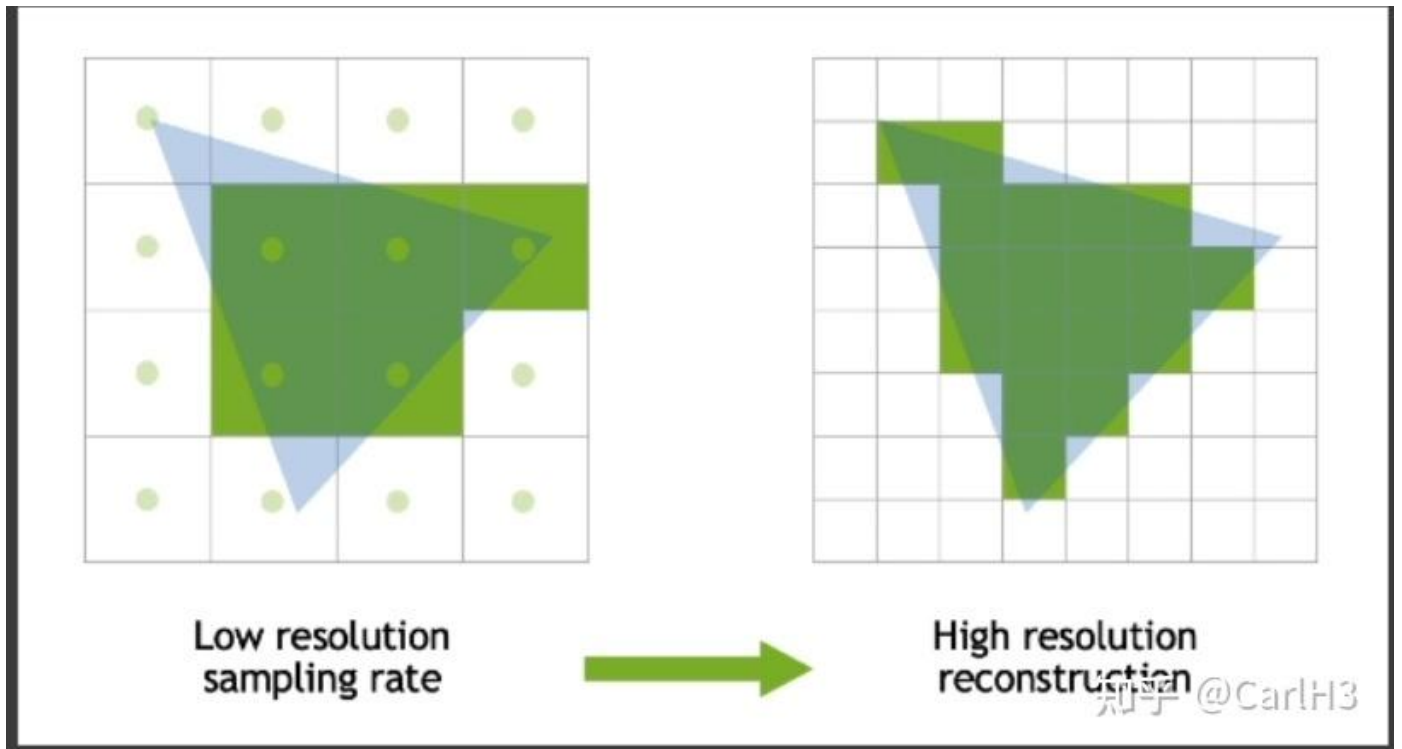 Low resolution
sampling rate
High resolution
reconstruction
知乎 @CarlH3